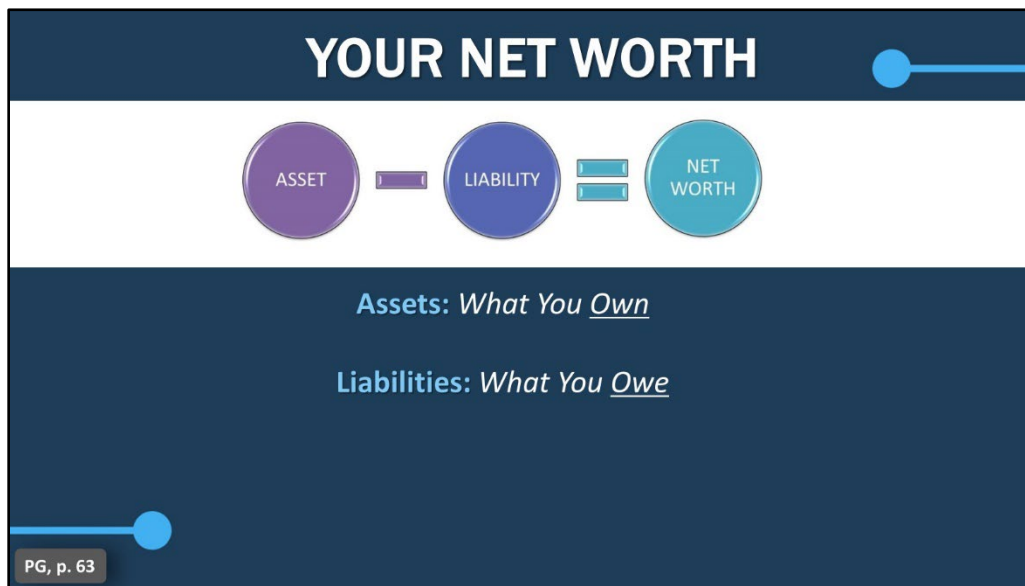 YOUR NET WORTH
ASSET
LIABILITY
NET
WORTH
Assets: What You Own
Liabilities: What You Owe
PG, p. 63